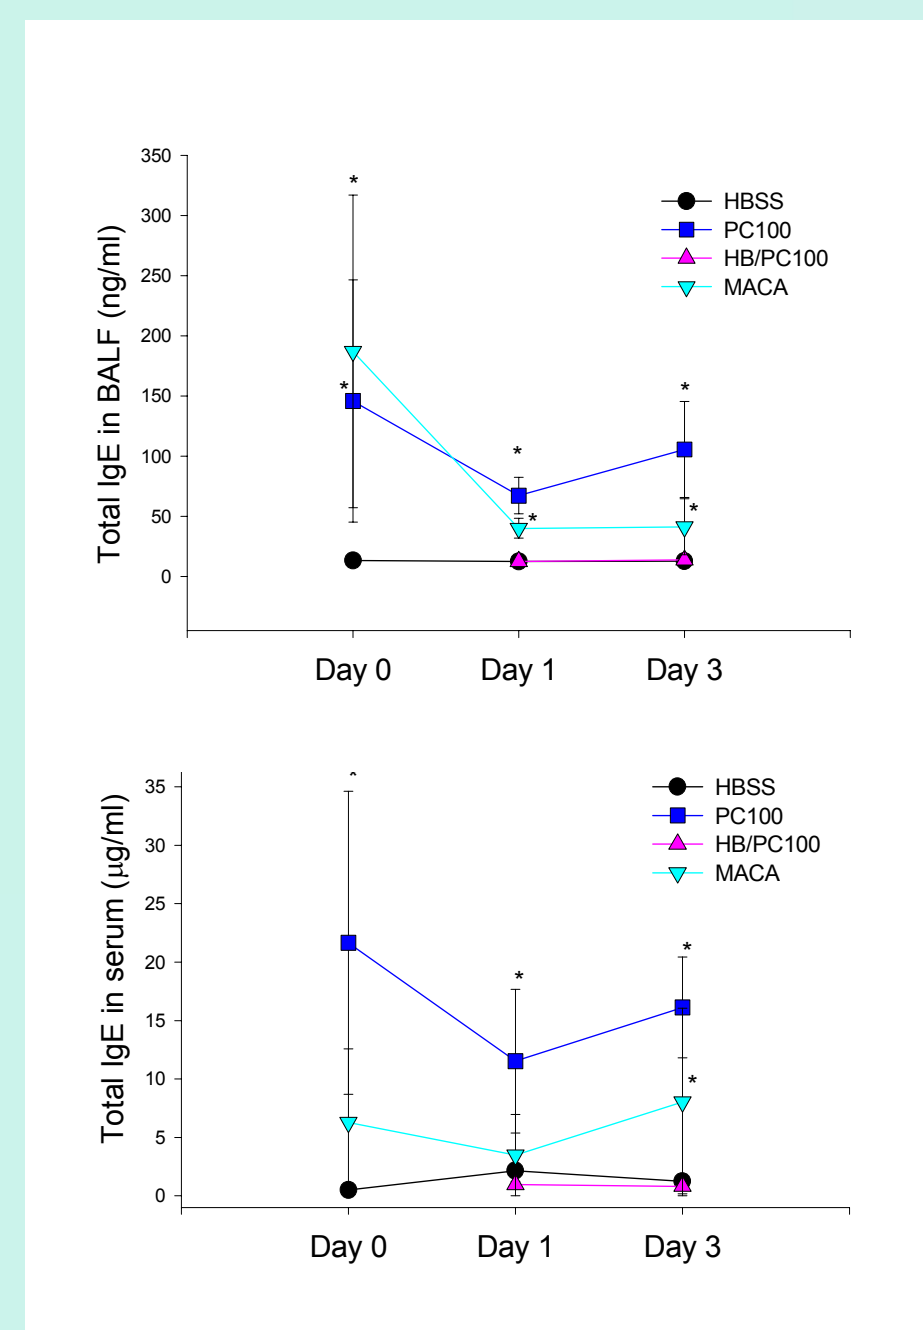 350
300
250
200
150
100
50
0
Total IgE in BALF (ng/ml)
HBSS
PC100
HB/PC100
MACA
*
*
*
*
*
*
Day 0 Day 1 Day 3
35
30
25
20
15
10
5
0
Total IgE in serum (µg/ml)
HBSS
PC100
HB/PC100
MACA
*
*
*
Day 0 Day 1 Day 3